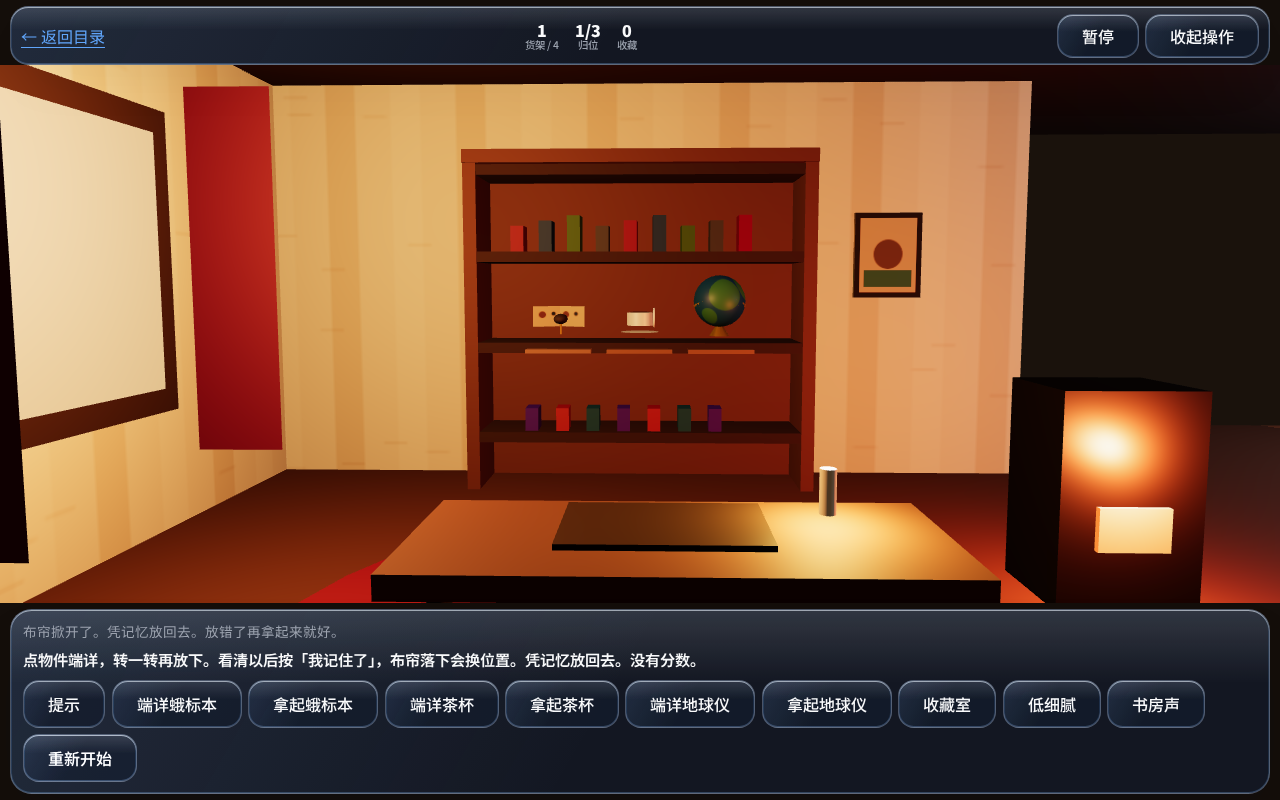 ← 返回目录
1 1/3 0
货架 / 4 归位 收藏
暂停 收起操作
布帘掀开了。凭记忆放回去。放错了再拿起来就好。
点物件端详，转一转再放下。看清以后按「我记住了」，布帘落下会换位置。凭记忆放回去。没有分数。
提示 端详蛾标本 拿起蛾标本 端详茶杯 拿起茶杯 端详地球仪 拿起地球仪 收藏室 低细腻 书房声
重新开始